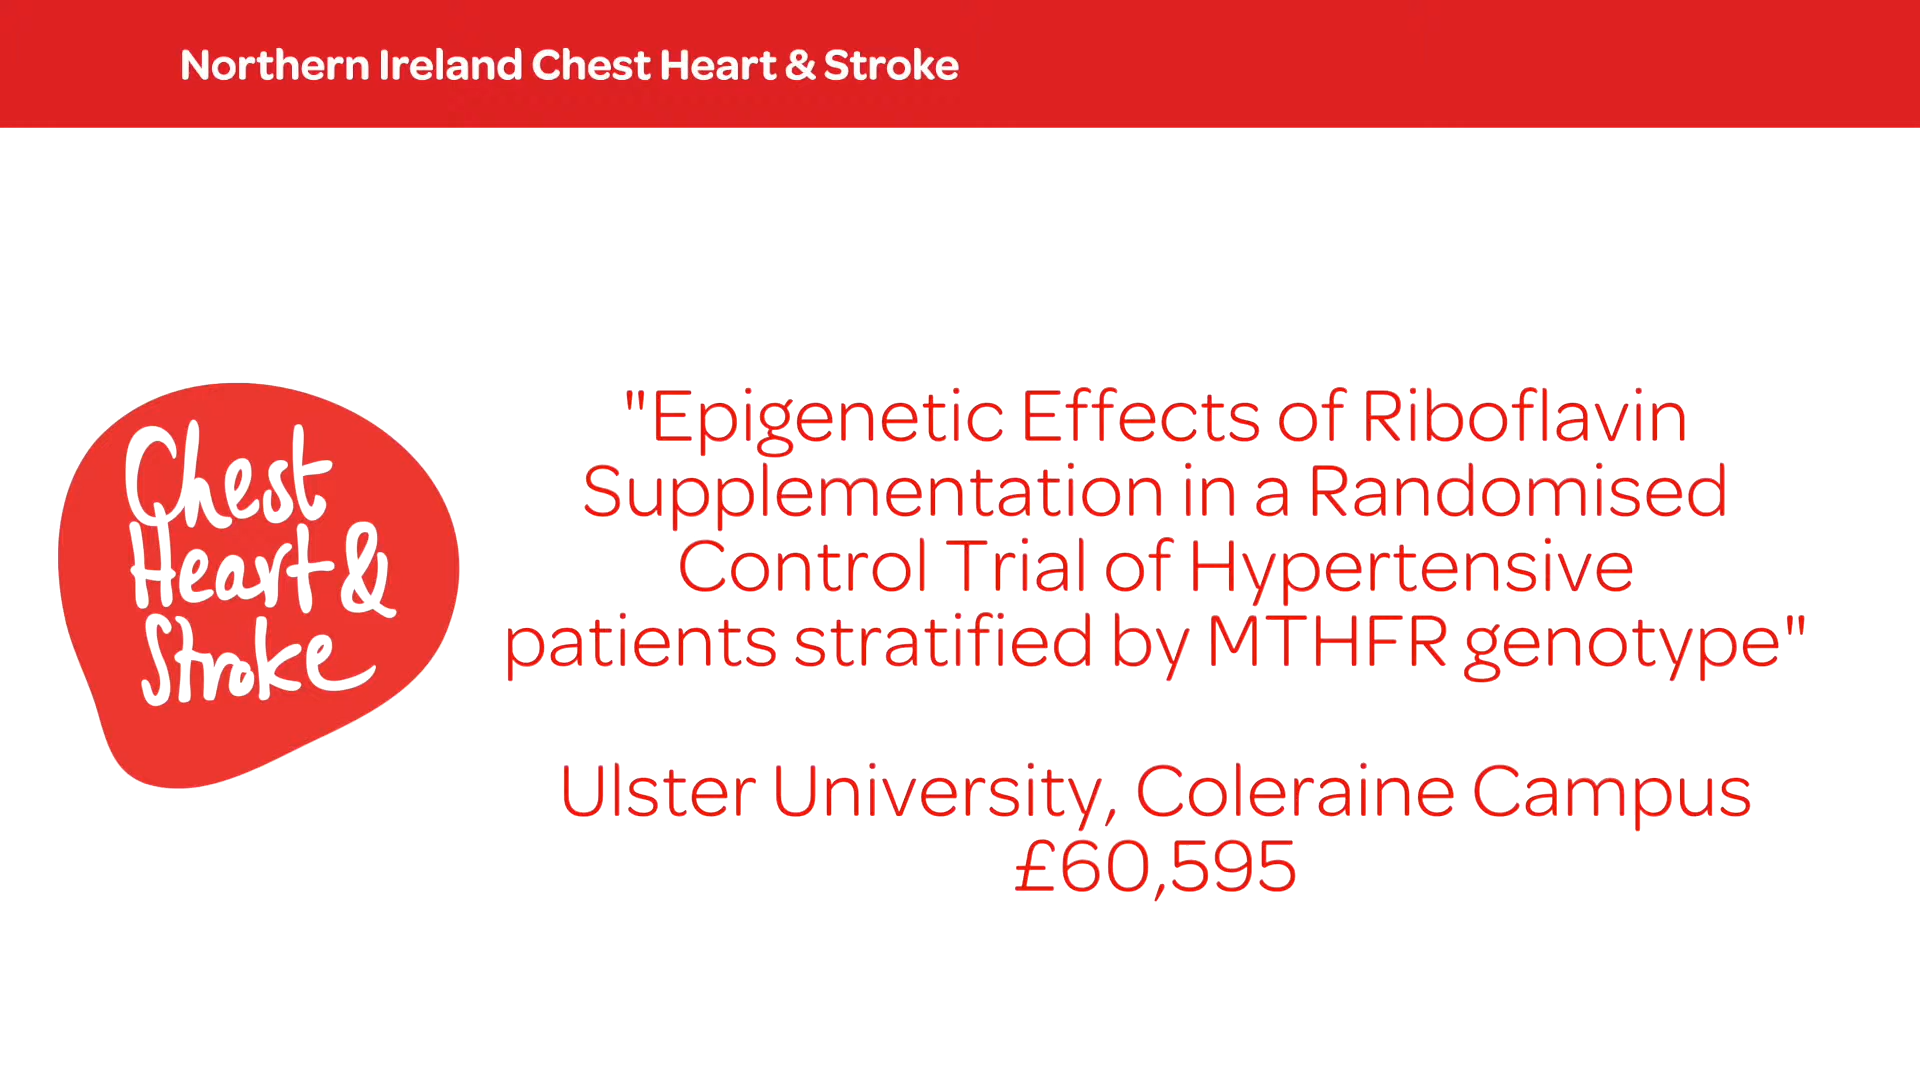 Northern Ireland Chest Heart & Stroke
Chest
Heart &
Stroke
"Epigenetic Effects of Riboflavin
Supplementation in a Randomised
Control Trial of Hypertensive
patients stratified by MTHFR genotype"
Ulster University, Coleraine Campus
£60,595